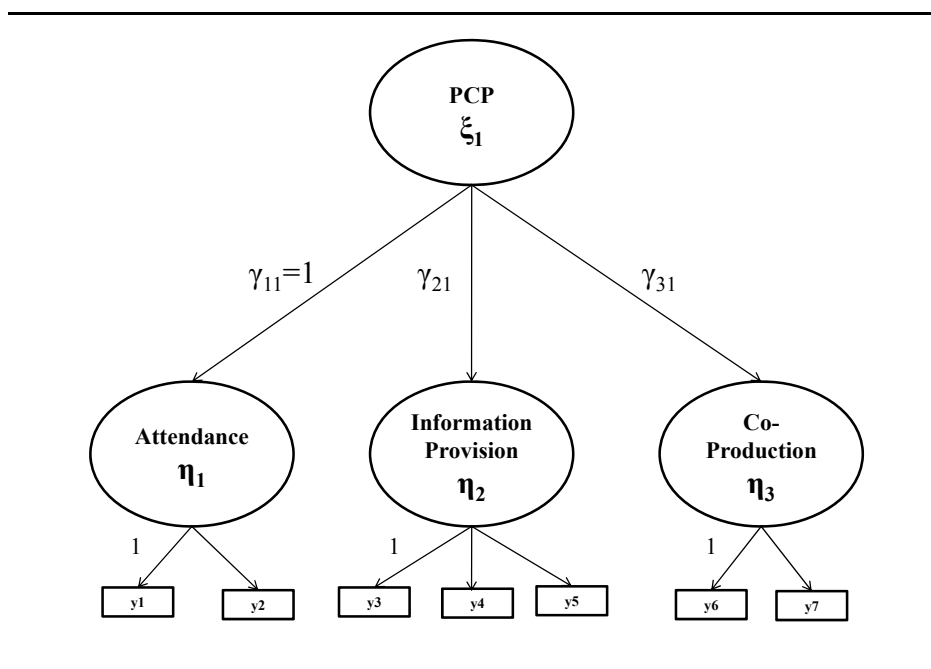 PCP
ξ1
γ11=1
γ21
γ31
Attendance
η1
Information
Provision
η2
Co-
Production
η3
1
1
1
y1
y2
y3
y4
y5
y6
y7